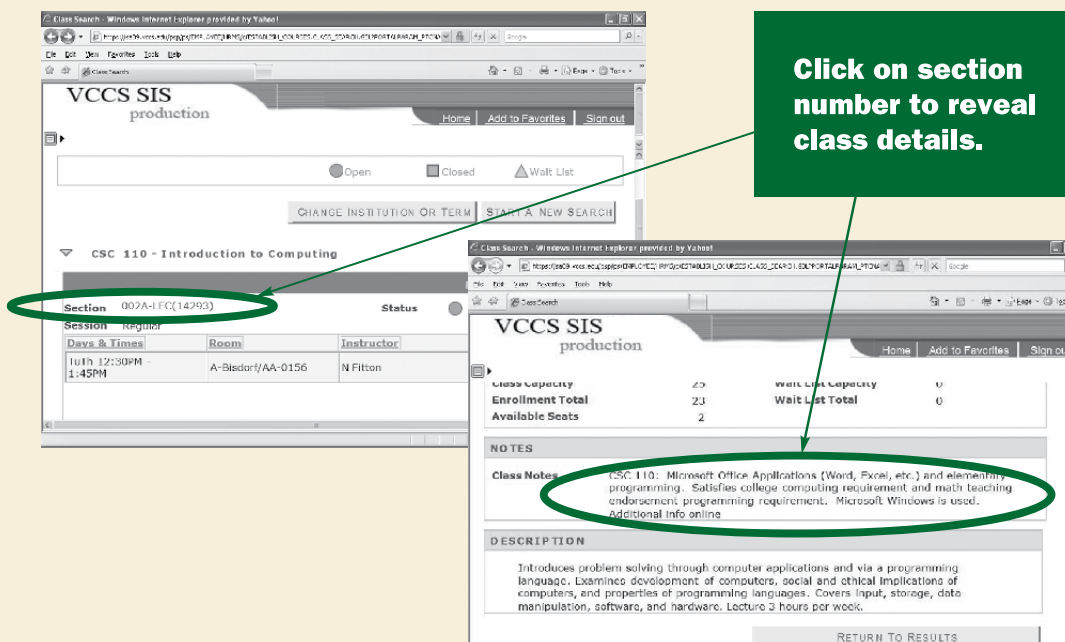 Class Search - Windows Internet Explorer provided by Yahoo!
Google
File Edit View Favorites Tools Help
Class Search
Page Tools
VCCS SIS
production
Home Add to Favorites Sign out
Open Closed Wait List
CHANGE INSTITUTION OR TERM START A NEW SEARCH
CSC 110 - Introduction to Computing
Section 002A-LEC(14293) Status
Session Regular
Days & Times Room Instructor
TuTh 12:30PM - A-Bisdorf/AA-0156 N Fitton
1:45PM
Click on section
number to reveal
class details.
Class Search - Windows Internet Explorer provided by Yahoo!
Google
File Edit View Favorites Tools Help
Class Search
Page
VCCS SIS
production
Home Add to Favorites Sign ou
Class Capacity 25 Wait List Capacity 0
Enrollment Total 23 Wait List Total 0
Available Seats 2
NOTES
Class Notes CSC 110: Microsoft Office Applications (Word, Excel, etc.) and elementary
programming. Satisfies college computing requirement and math teaching
endorsement programming requirement. Microsoft Windows is used.
Additional info online
DESCRIPTION
Introduces problem solving through computer applications and via a programming
language. Examines development of computers, social and ethical implications of
computers, and properties of programming languages. Covers input, storage, data
manipulation, software, and hardware. Lecture 3 hours per week.
RETURN TO RESULTS